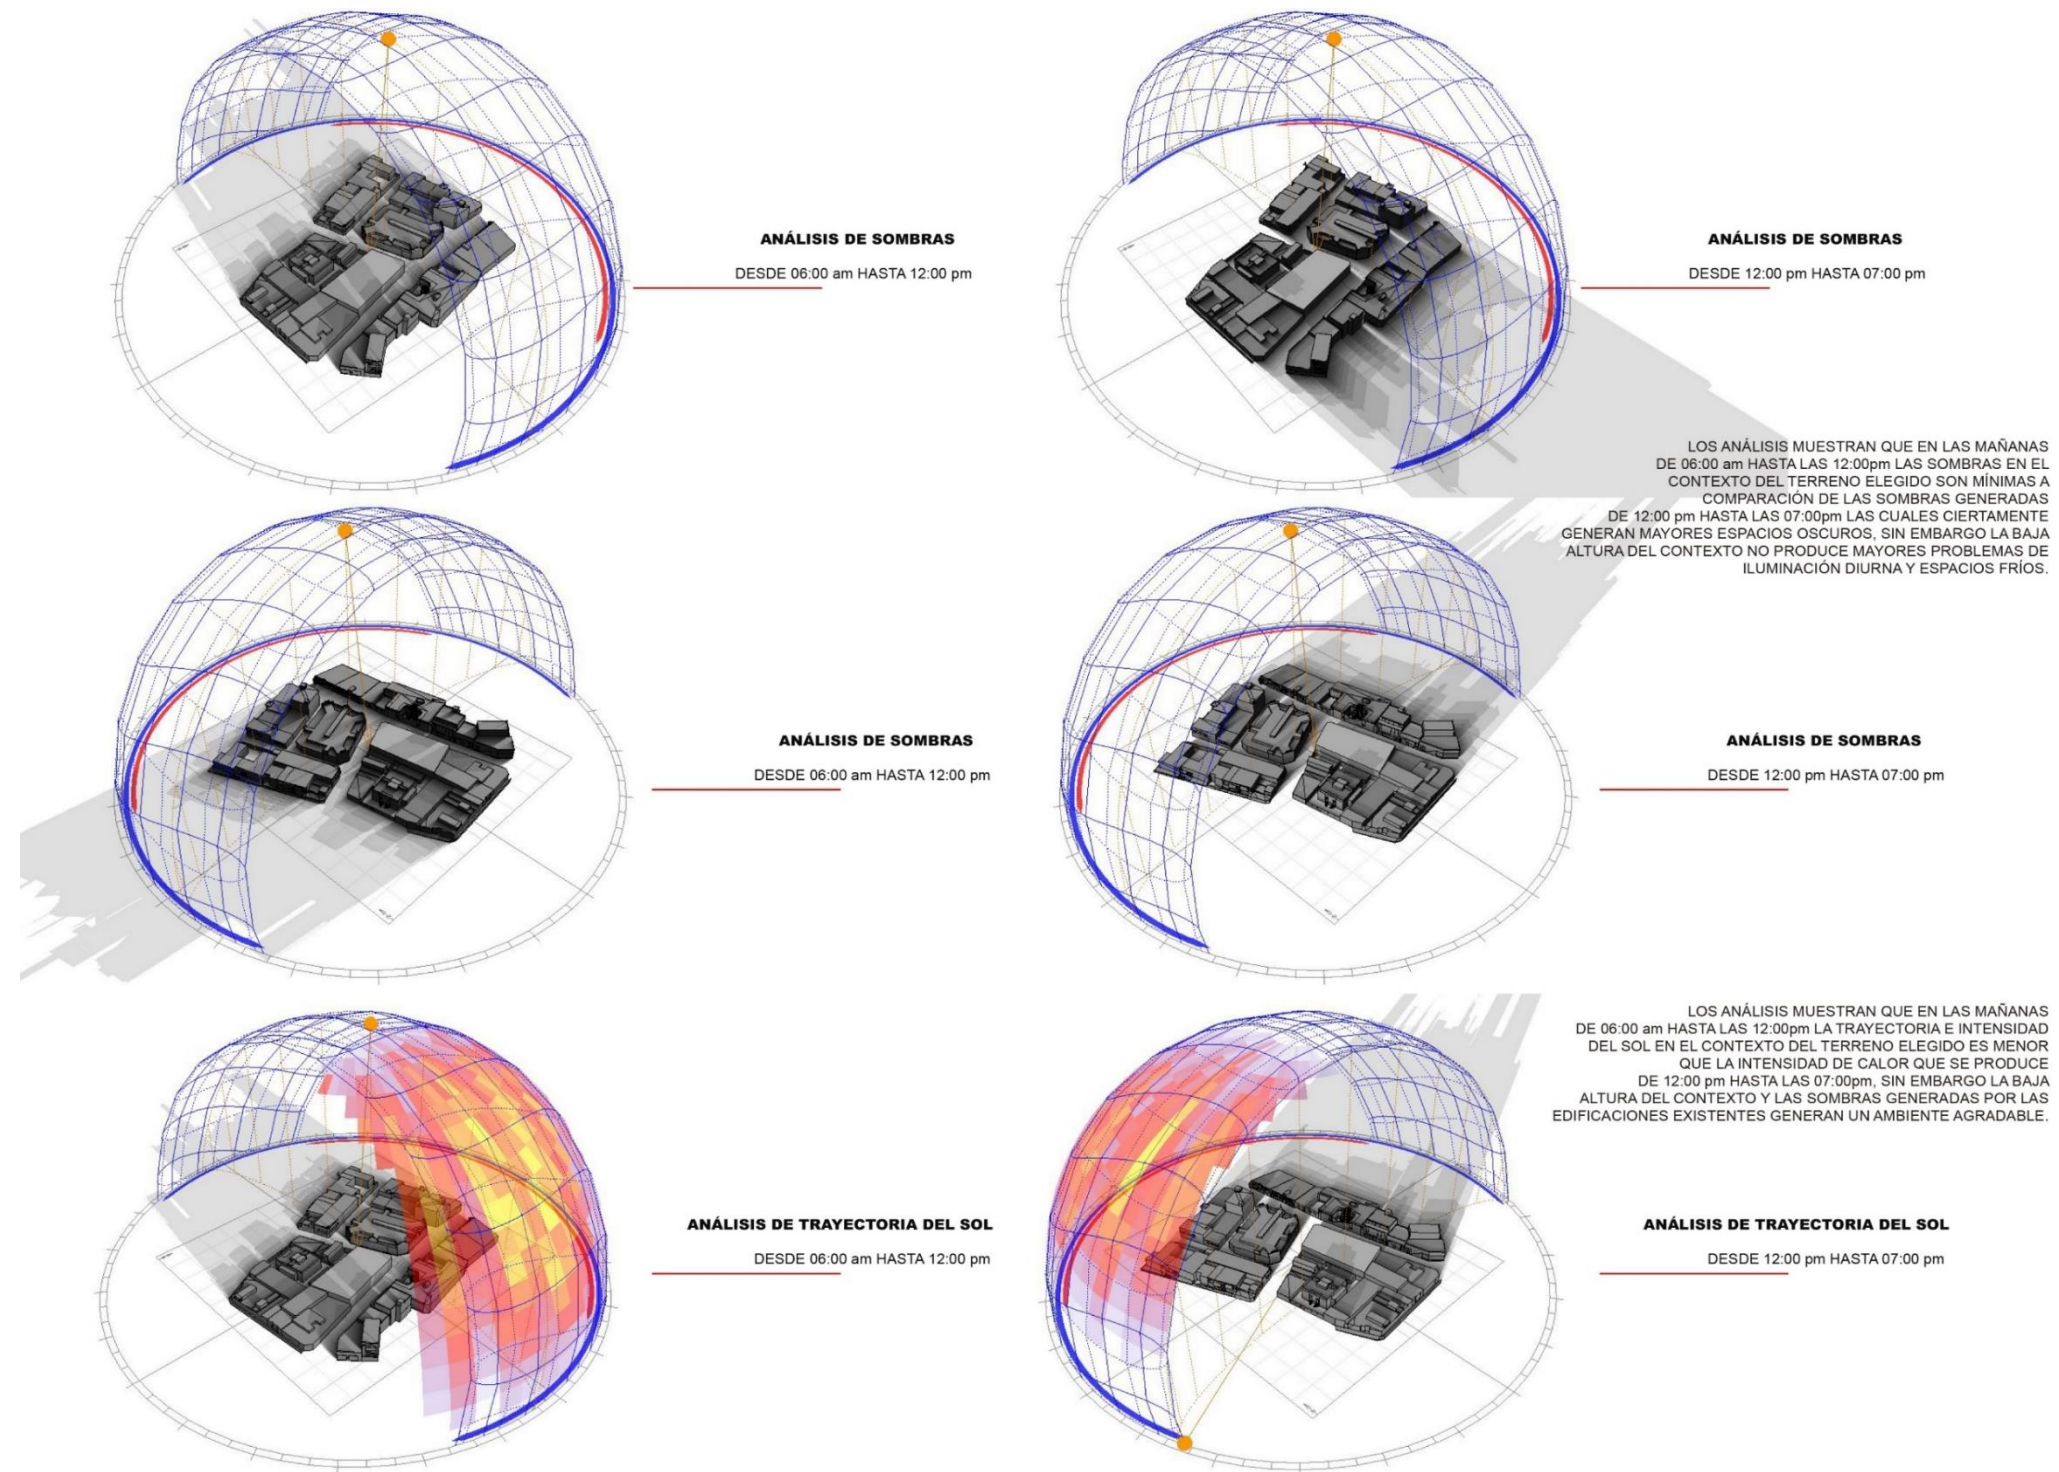 ANÁLISIS DE SOMBRAS
DESDE 06:00 am HASTA 12:00 pm
ANÁLISIS DE SOMBRAS
DESDE 12:00 pm HASTA 07:00 pm
LOS ANÁLISIS MUESTRAN QUE EN LAS MAÑANAS
DE 06:00 am HASTA LAS 12:00pm LAS SOMBRAS EN EL
CONTEXTO DEL TERRENO ELEGIDO SON MÍNIMAS A
COMPARACIÓN DE LAS SOMBRAS GENERADAS
DE 12:00 pm HASTA LAS 07:00pm LAS CUALES CIERTAMENTE
GENERAN MAYORES ESPACIOS OSCUROS, SIN EMBARGO LA BAJA
ALTURA DEL CONTEXTO NO PRODUCE MAYORES PROBLEMAS DE
ILUMINACIÓN DIURNA Y ESPACIOS FRÍOS.
ANÁLISIS DE SOMBRAS
DESDE 06:00 am HASTA 12:00 pm
ANÁLISIS DE SOMBRAS
DESDE 12:00 pm HASTA 07:00 pm
LOS ANÁLISIS MUESTRAN QUE EN LAS MAÑANAS
DE 06:00 am HASTA LAS 12:00pm LA TRAYECTORIA E INTENSIDAD
DEL SOL EN EL CONTEXTO DEL TERRENO ELEGIDO ES MENOR
QUE LA INTENSIDAD DE CALOR QUE SE PRODUCE
DE 12:00 pm HASTA LAS 07:00pm, SIN EMBARGO LA BAJA
ALTURA DEL CONTEXTO Y LAS SOMBRAS GENERADAS POR LAS
EDIFICACIONES EXISTENTES GENERAN UN AMBIENTE AGRADABLE.
ANÁLISIS DE TRAYECTORIA DEL SOL
DESDE 06:00 am HASTA 12:00 pm
ANÁLISIS DE TRAYECTORIA DEL SOL
DESDE 12:00 pm HASTA 07:00 pm